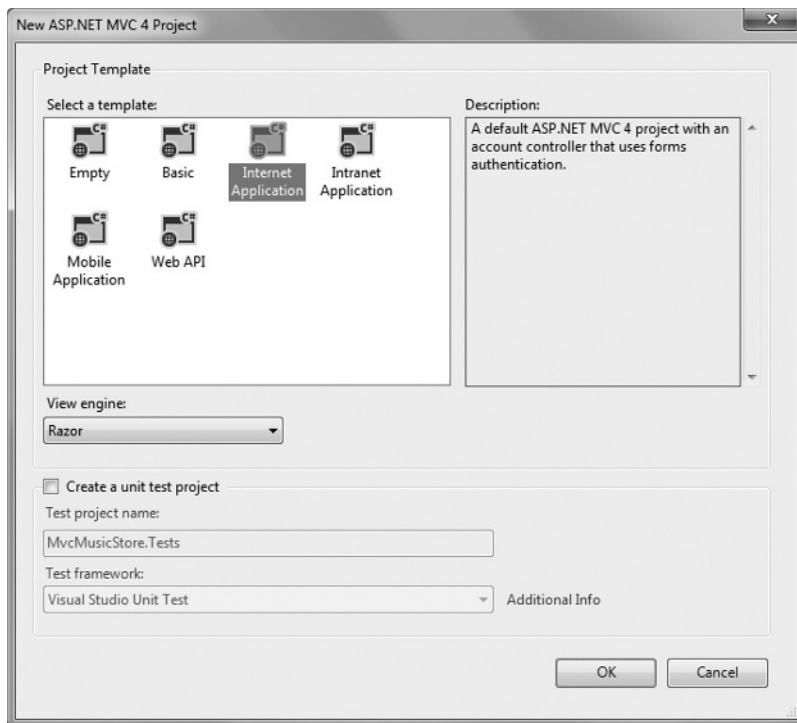 New ASP.NET MVC 4 Project
x
Project Template
Select a template:
C#
C#
C#
C#
Empty
Basic
Internet
Application
Intranet
Application
C#
C#
Mobile
Application
Web API
Description:
A default ASP.NET MVC 4 project with an
account controller that uses forms
authentication.
View engine:
Razor
Create a unit test project
Test project name:
MvcMusicStore.Tests
Test framework:
Visual Studio Unit Test
Additional Info
OK
Cancel